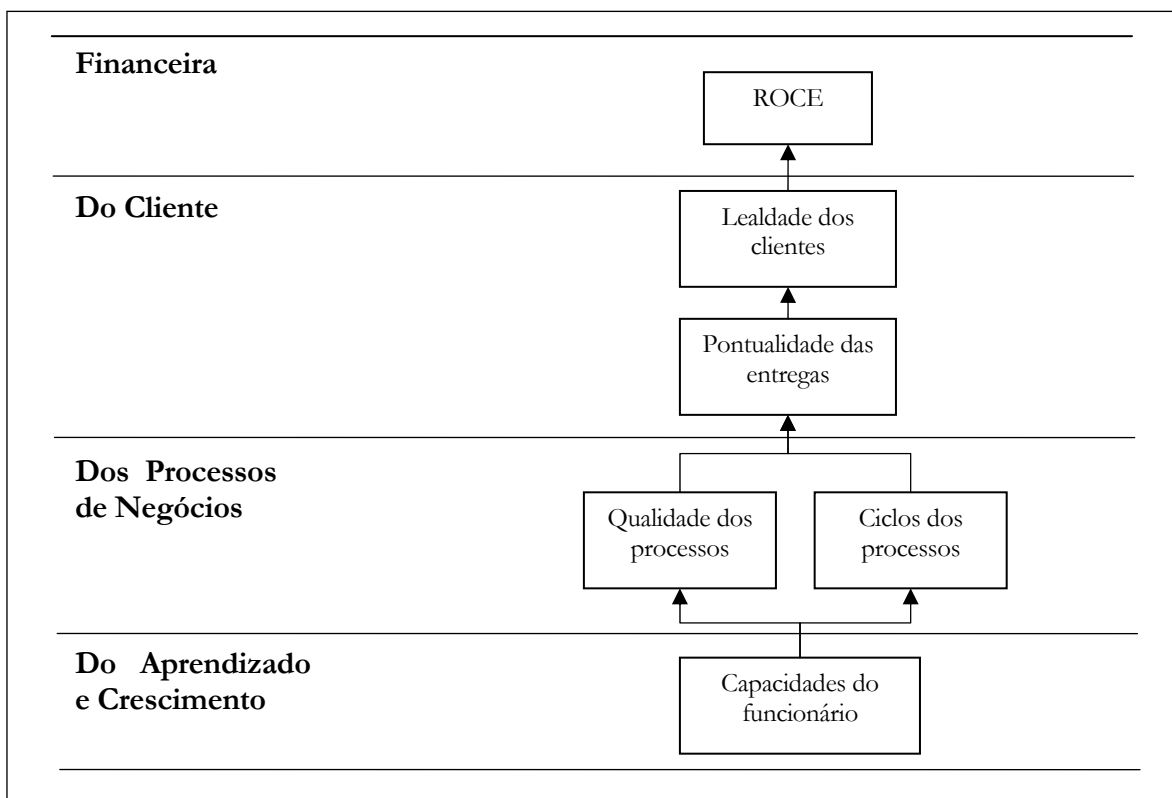 Financeira
ROCE
Do Cliente
Lealdade dos
clientes
Pontualidade das
entregas
Dos Processos
de Negócios
Qualidade dos
processos
Ciclos dos
processos
Do Aprendizado
e Crescimento
Capacidades do
funcionário